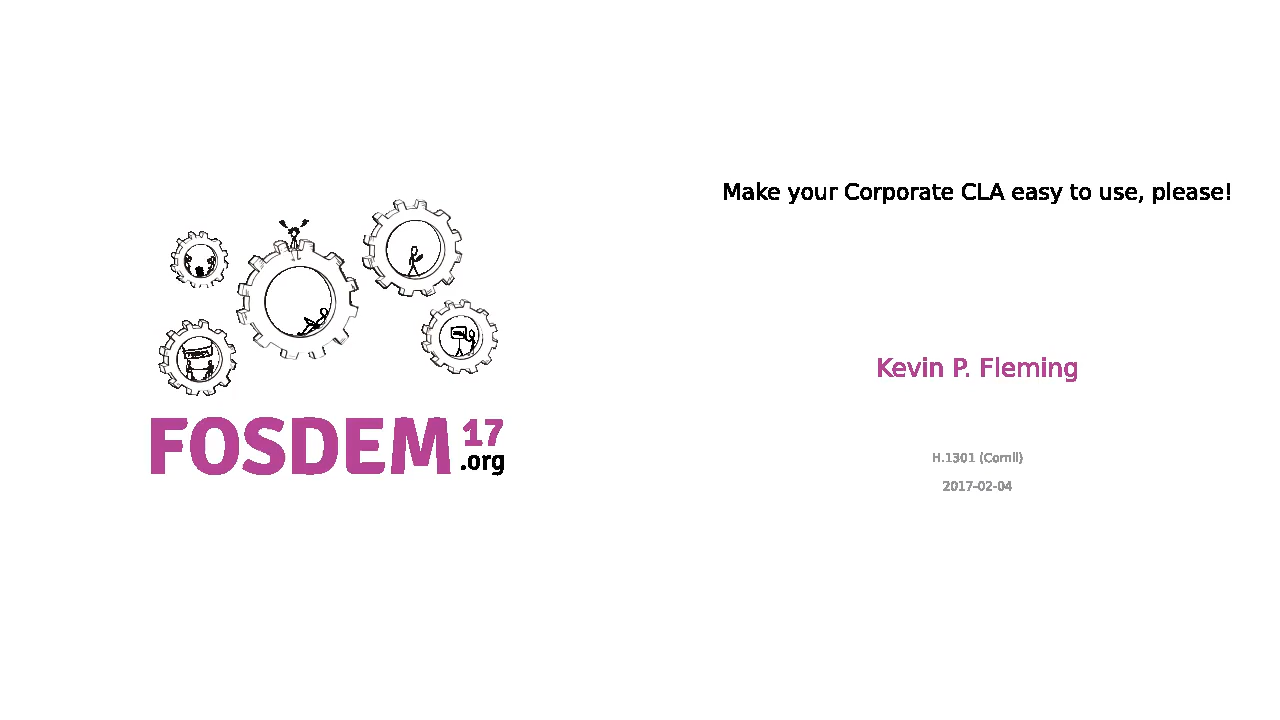 FOSDEM 17
.org
Make your Corporate CLA easy to use, please!
Kevin P. Fleming
H.1301 (Cornil)
2017-02-04